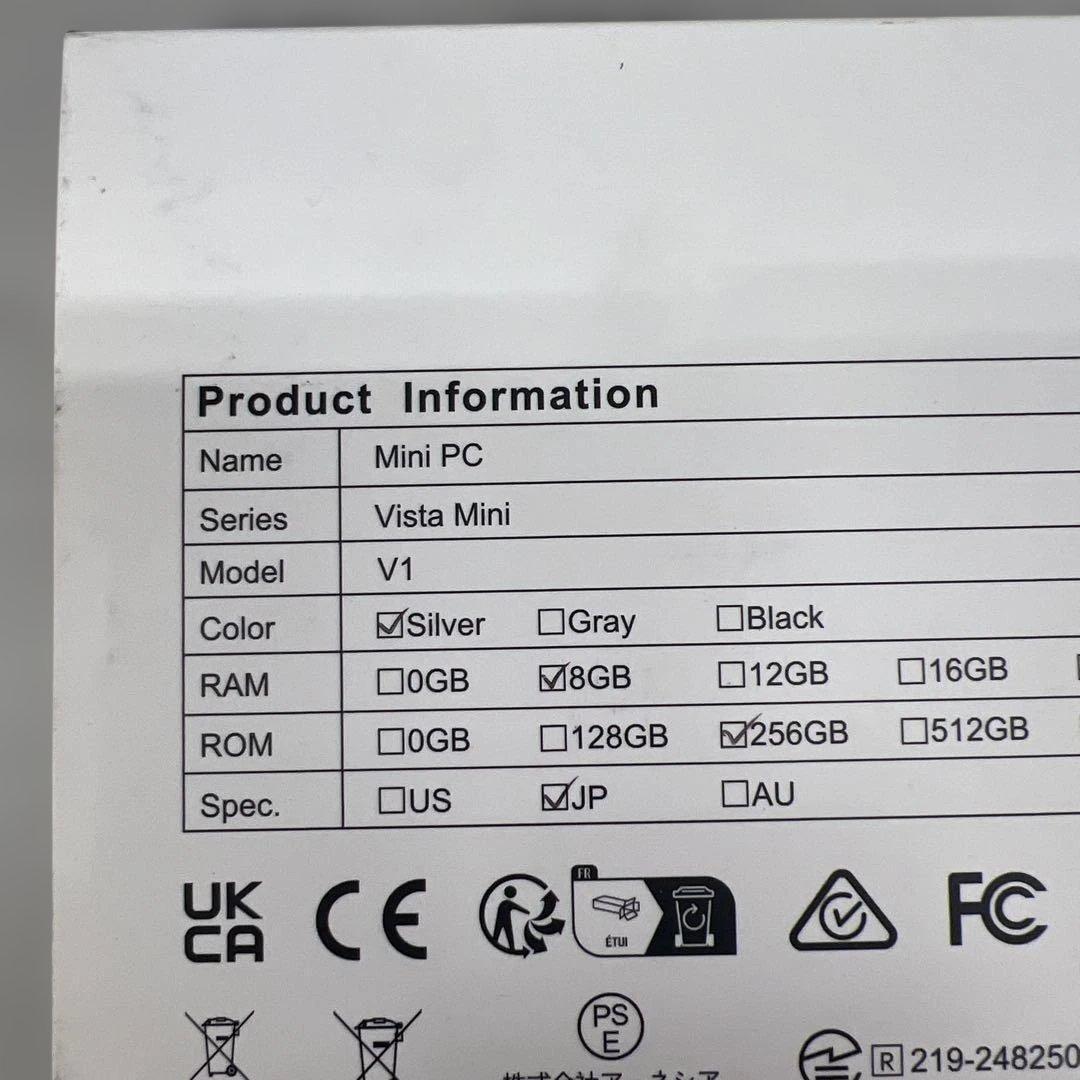 Product Information
Name Mini PC
Series Vista Mini
Model V1
Color ☑Silver ☐Gray ☐Black
RAM ☐0GB ☑8GB ☐12GB ☐16GB
ROM ☐0GB ☐128GB ☑256GB ☐512GB
Spec. ☐US ☑JP ☐AU
UK
CA
CE
FR
ÉTUI
FC
PS
E
R 219-248250